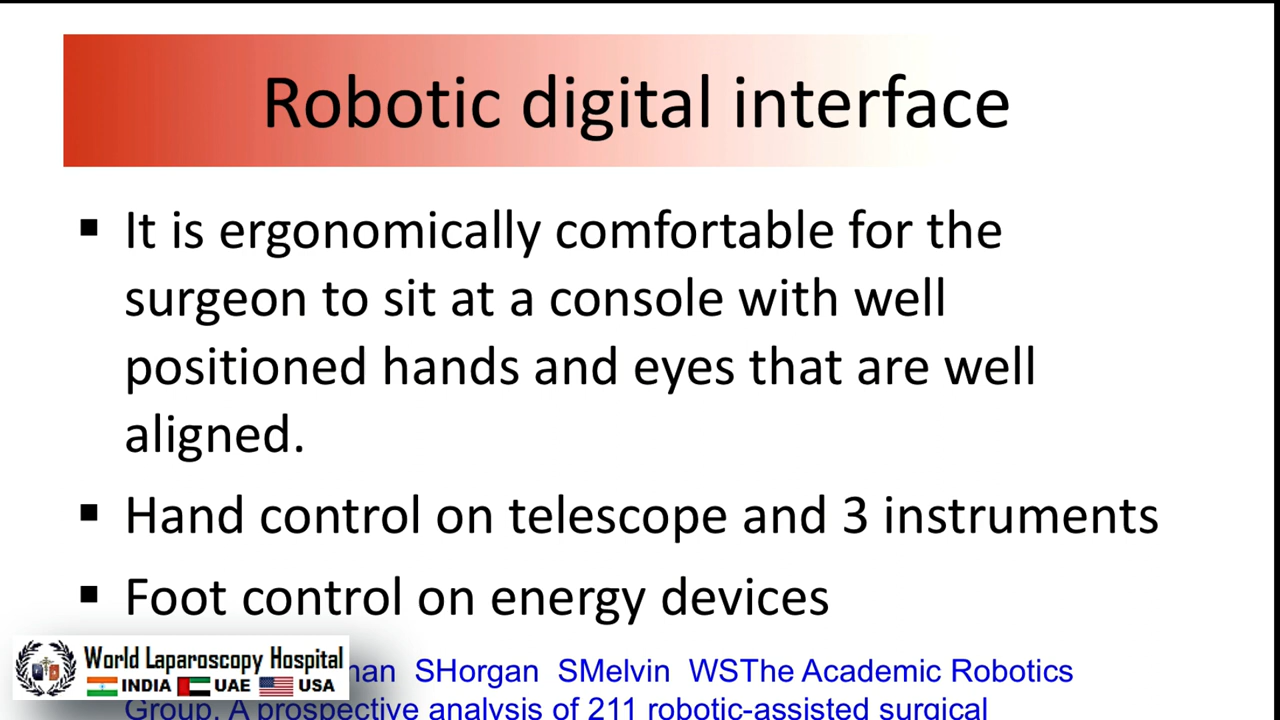 Robotic digital interface
▪ It is ergonomically comfortable for the
surgeon to sit at a console with well
positioned hands and eyes that are well
aligned.
▪ Hand control on telescope and 3 instruments
▪ Foot control on energy devices
World Laparoscopy Hospital
INDIA UAE USA
SHorgan SMelvin WSThe Academic Robotics
Group. A prospective analysis of 211 robotic-assisted surgical